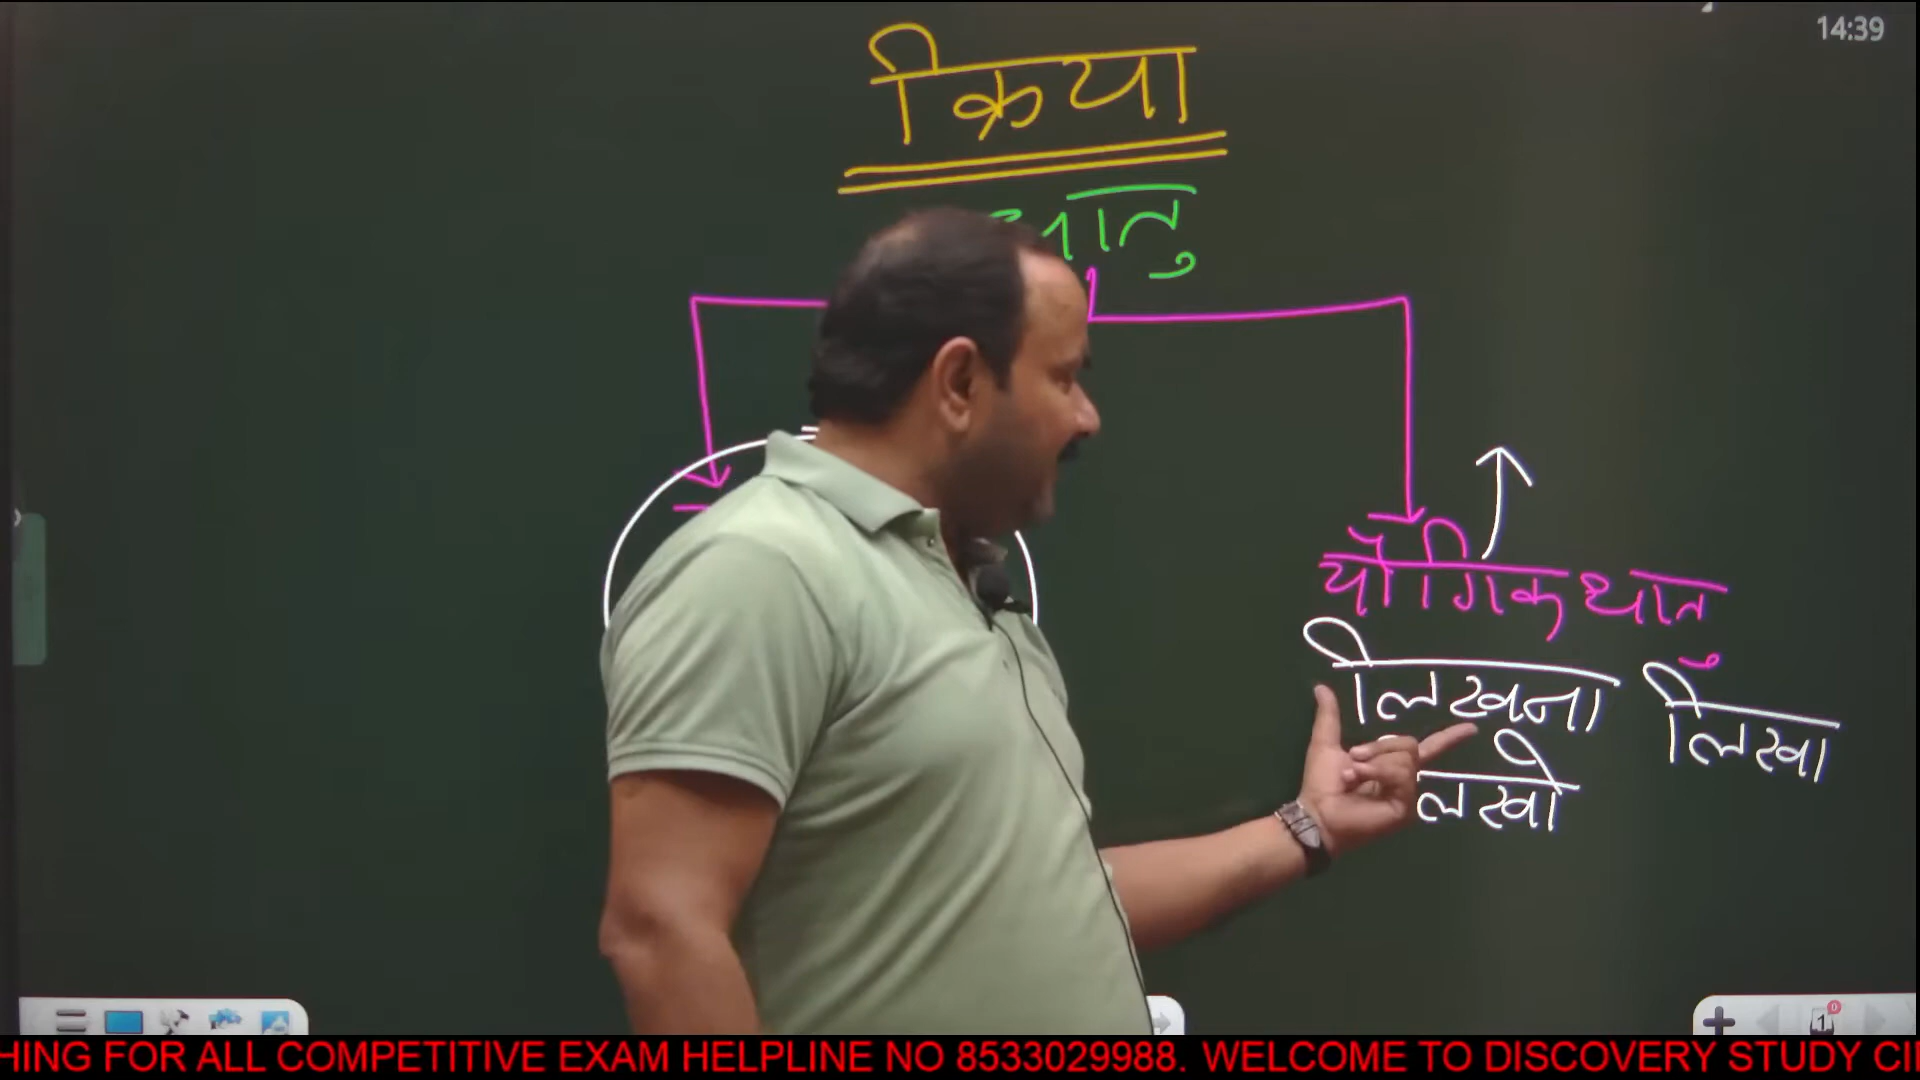 14:39
क्रिया
यौगिक धातु
लिखना लिखा
HING FOR ALL COMPETITIVE EXAM HELPLINE NO 8533029988. WELCOME TO DISCOVERY STUDY CI